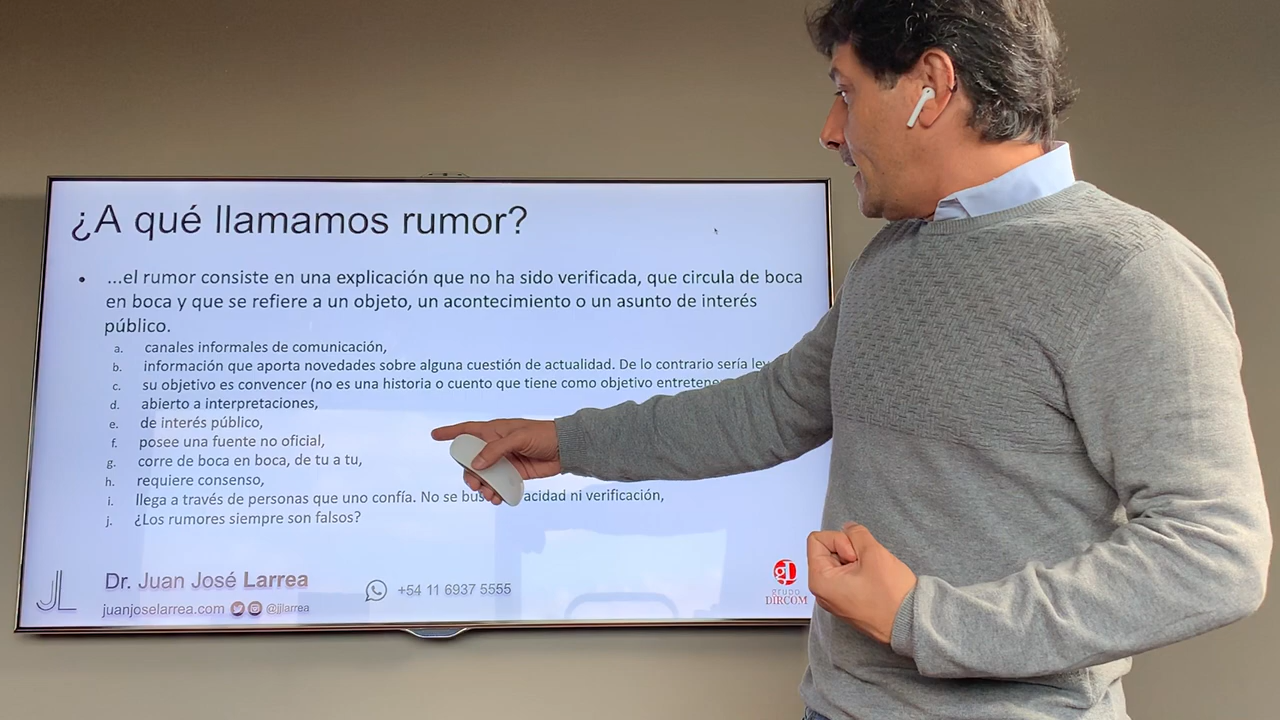 ¿A qué llamamos rumor?
• ...el rumor consiste en una explicación que no ha sido verificada, que circula de boca
en boca y que se refiere a un objeto, un acontecimiento o un asunto de interés
público.
a. canales informales de comunicación,
b. información que aporta novedades sobre alguna cuestión de actualidad. De lo contrario sería
c. su objetivo es convencer (no es una historia o cuento que tiene como objetivo
d. abierto a interpretaciones,
e. de interés público,
f. posee una fuente no oficial,
g. corre de boca en boca, de tu a tu,
h. requiere consenso,
i. llega a través de personas que uno confía. No se ni verificación,
j. ¿Los rumores siempre son falsos?
JL
Dr. Juan José Larrea
+54 11 6937 5555
juanjoselarrea.com @jjlarrea
grupo
DIRCOM